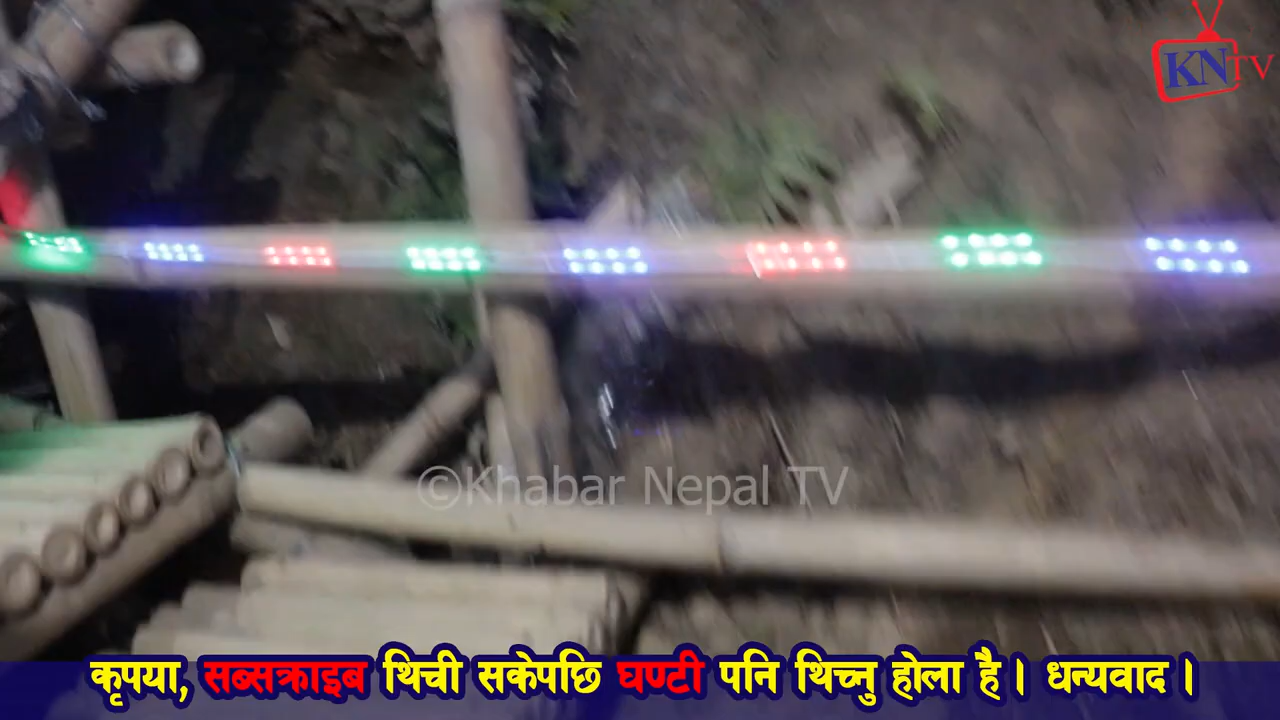 KNTV
©Khabar Nepal TV
कृपया, सब्सक्राइब थिची सकेपछि घण्टी पनि थिच्नु होला है । धन्यवाद ।